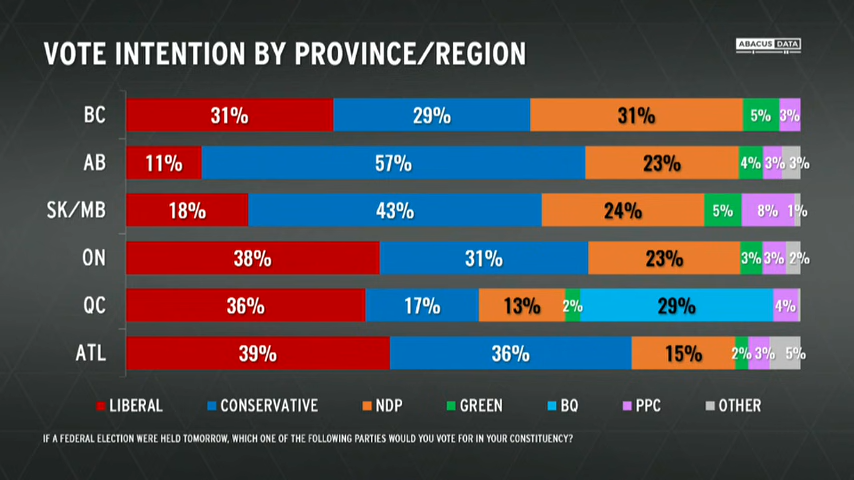 VOTE INTENTION BY PROVINCE/REGION
ABACUS DATA
BC 31% 29% 31% 5% 3%
AB 11% 57% 23% 4% 3% 3%
SK/MB 18% 43% 24% 5% 8% 1%
ON 38% 31% 23% 3% 3% 2%
QC 36% 17% 13% 2% 29% 4%
ATL 39% 36% 15% 2% 3% 5%
LIBERAL CONSERVATIVE NDP GREEN BQ PPC OTHER
IF A FEDERAL ELECTION WERE HELD TOMORROW, WHICH ONE OF THE FOLLOWING PARTIES WOULD YOU VOTE FOR IN YOUR CONSTITUENCY?